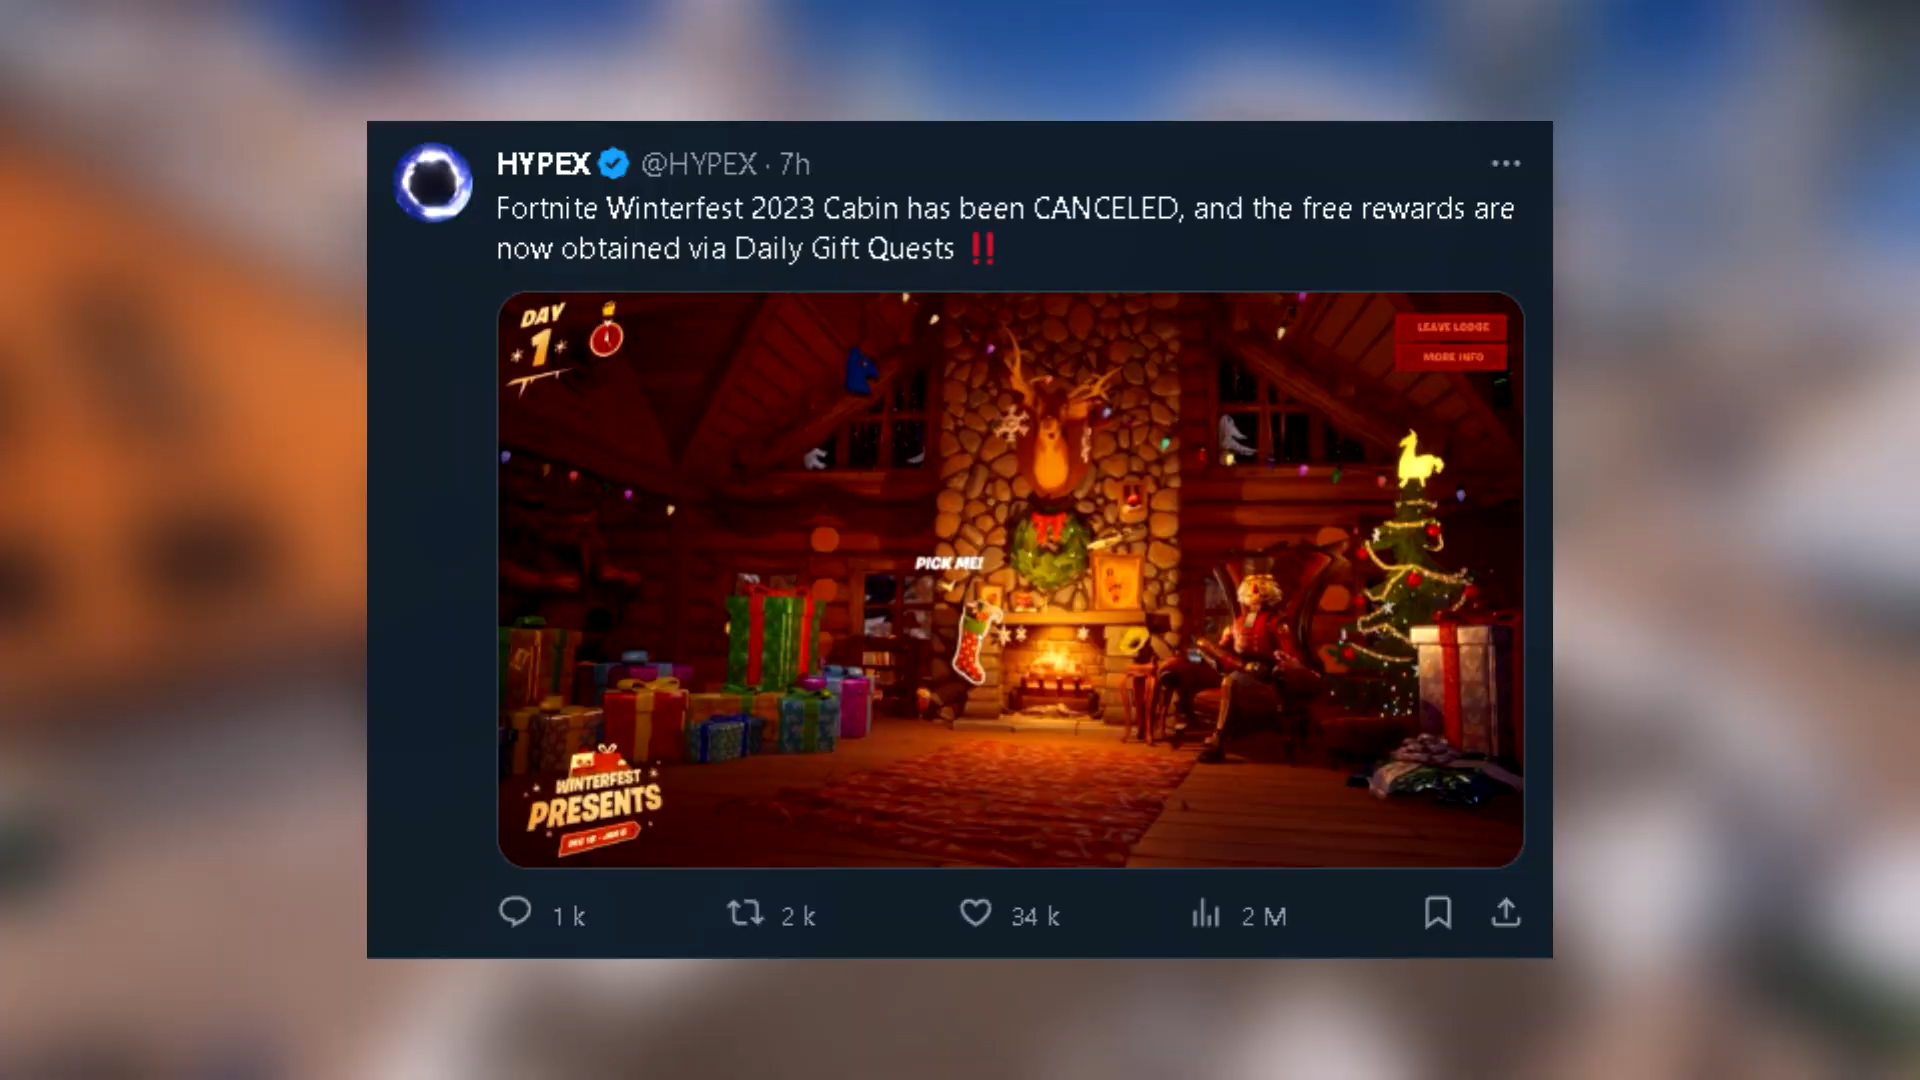 HYPEX @HYPEX · 7h
Fortnite Winterfest 2023 Cabin has been CANCELED, and the free rewards are
now obtained via Daily Gift Quests ‼️
DAY
1
LEAVE LODGE
MORE INFO
PICK ME!
WINTERFEST
PRESENTS
1 k 2 k 34 k 2 M